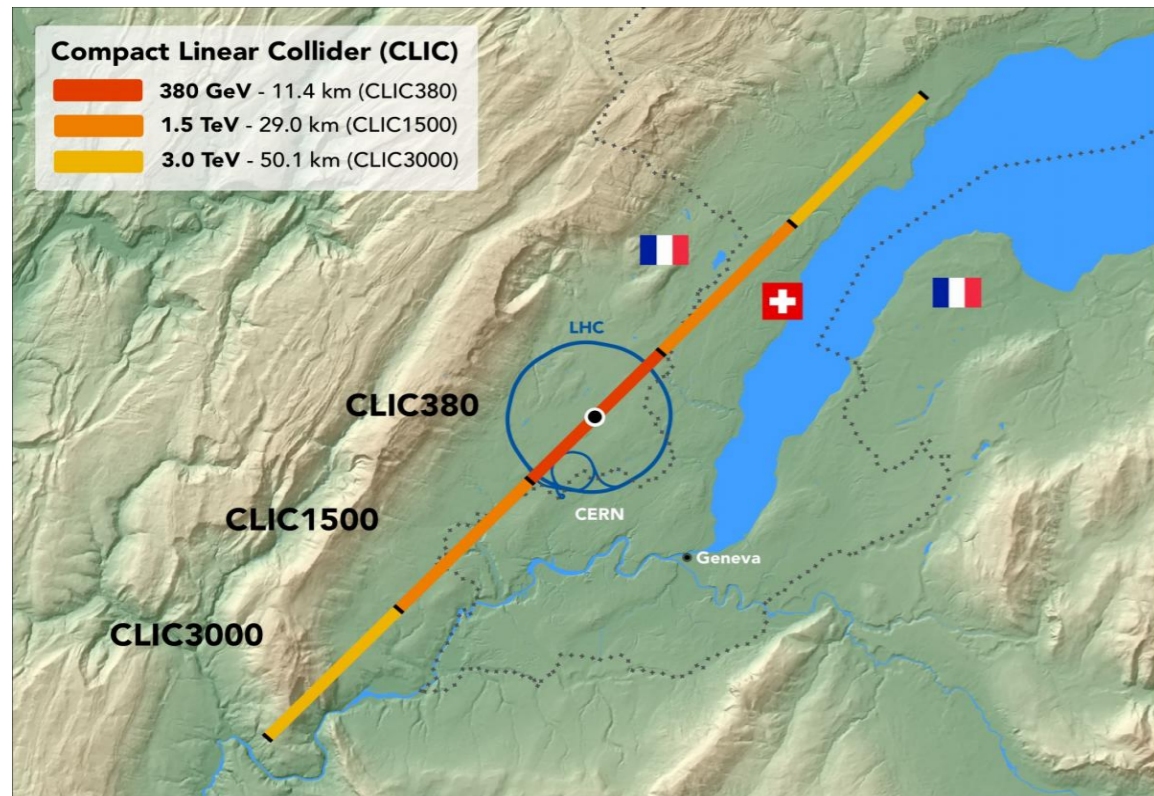 Compact Linear Collider (CLIC)
380 GeV - 11.4 km (CLIC380)
1.5 TeV - 29.0 km (CLIC1500)
3.0 TeV - 50.1 km (CLIC3000)
LHC
CLIC380
CLIC1500
CERN
Geneva
CLIC3000